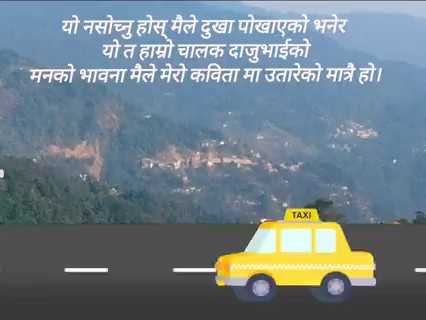 यो नसोच्नु होस् मैले दुखा पोखाएको भनेर
यो त हाम्रो चालक दाजुभाईको
मनको भावना मैले मेरो कविता मा उतारेको मात्रै हो।
TAXI